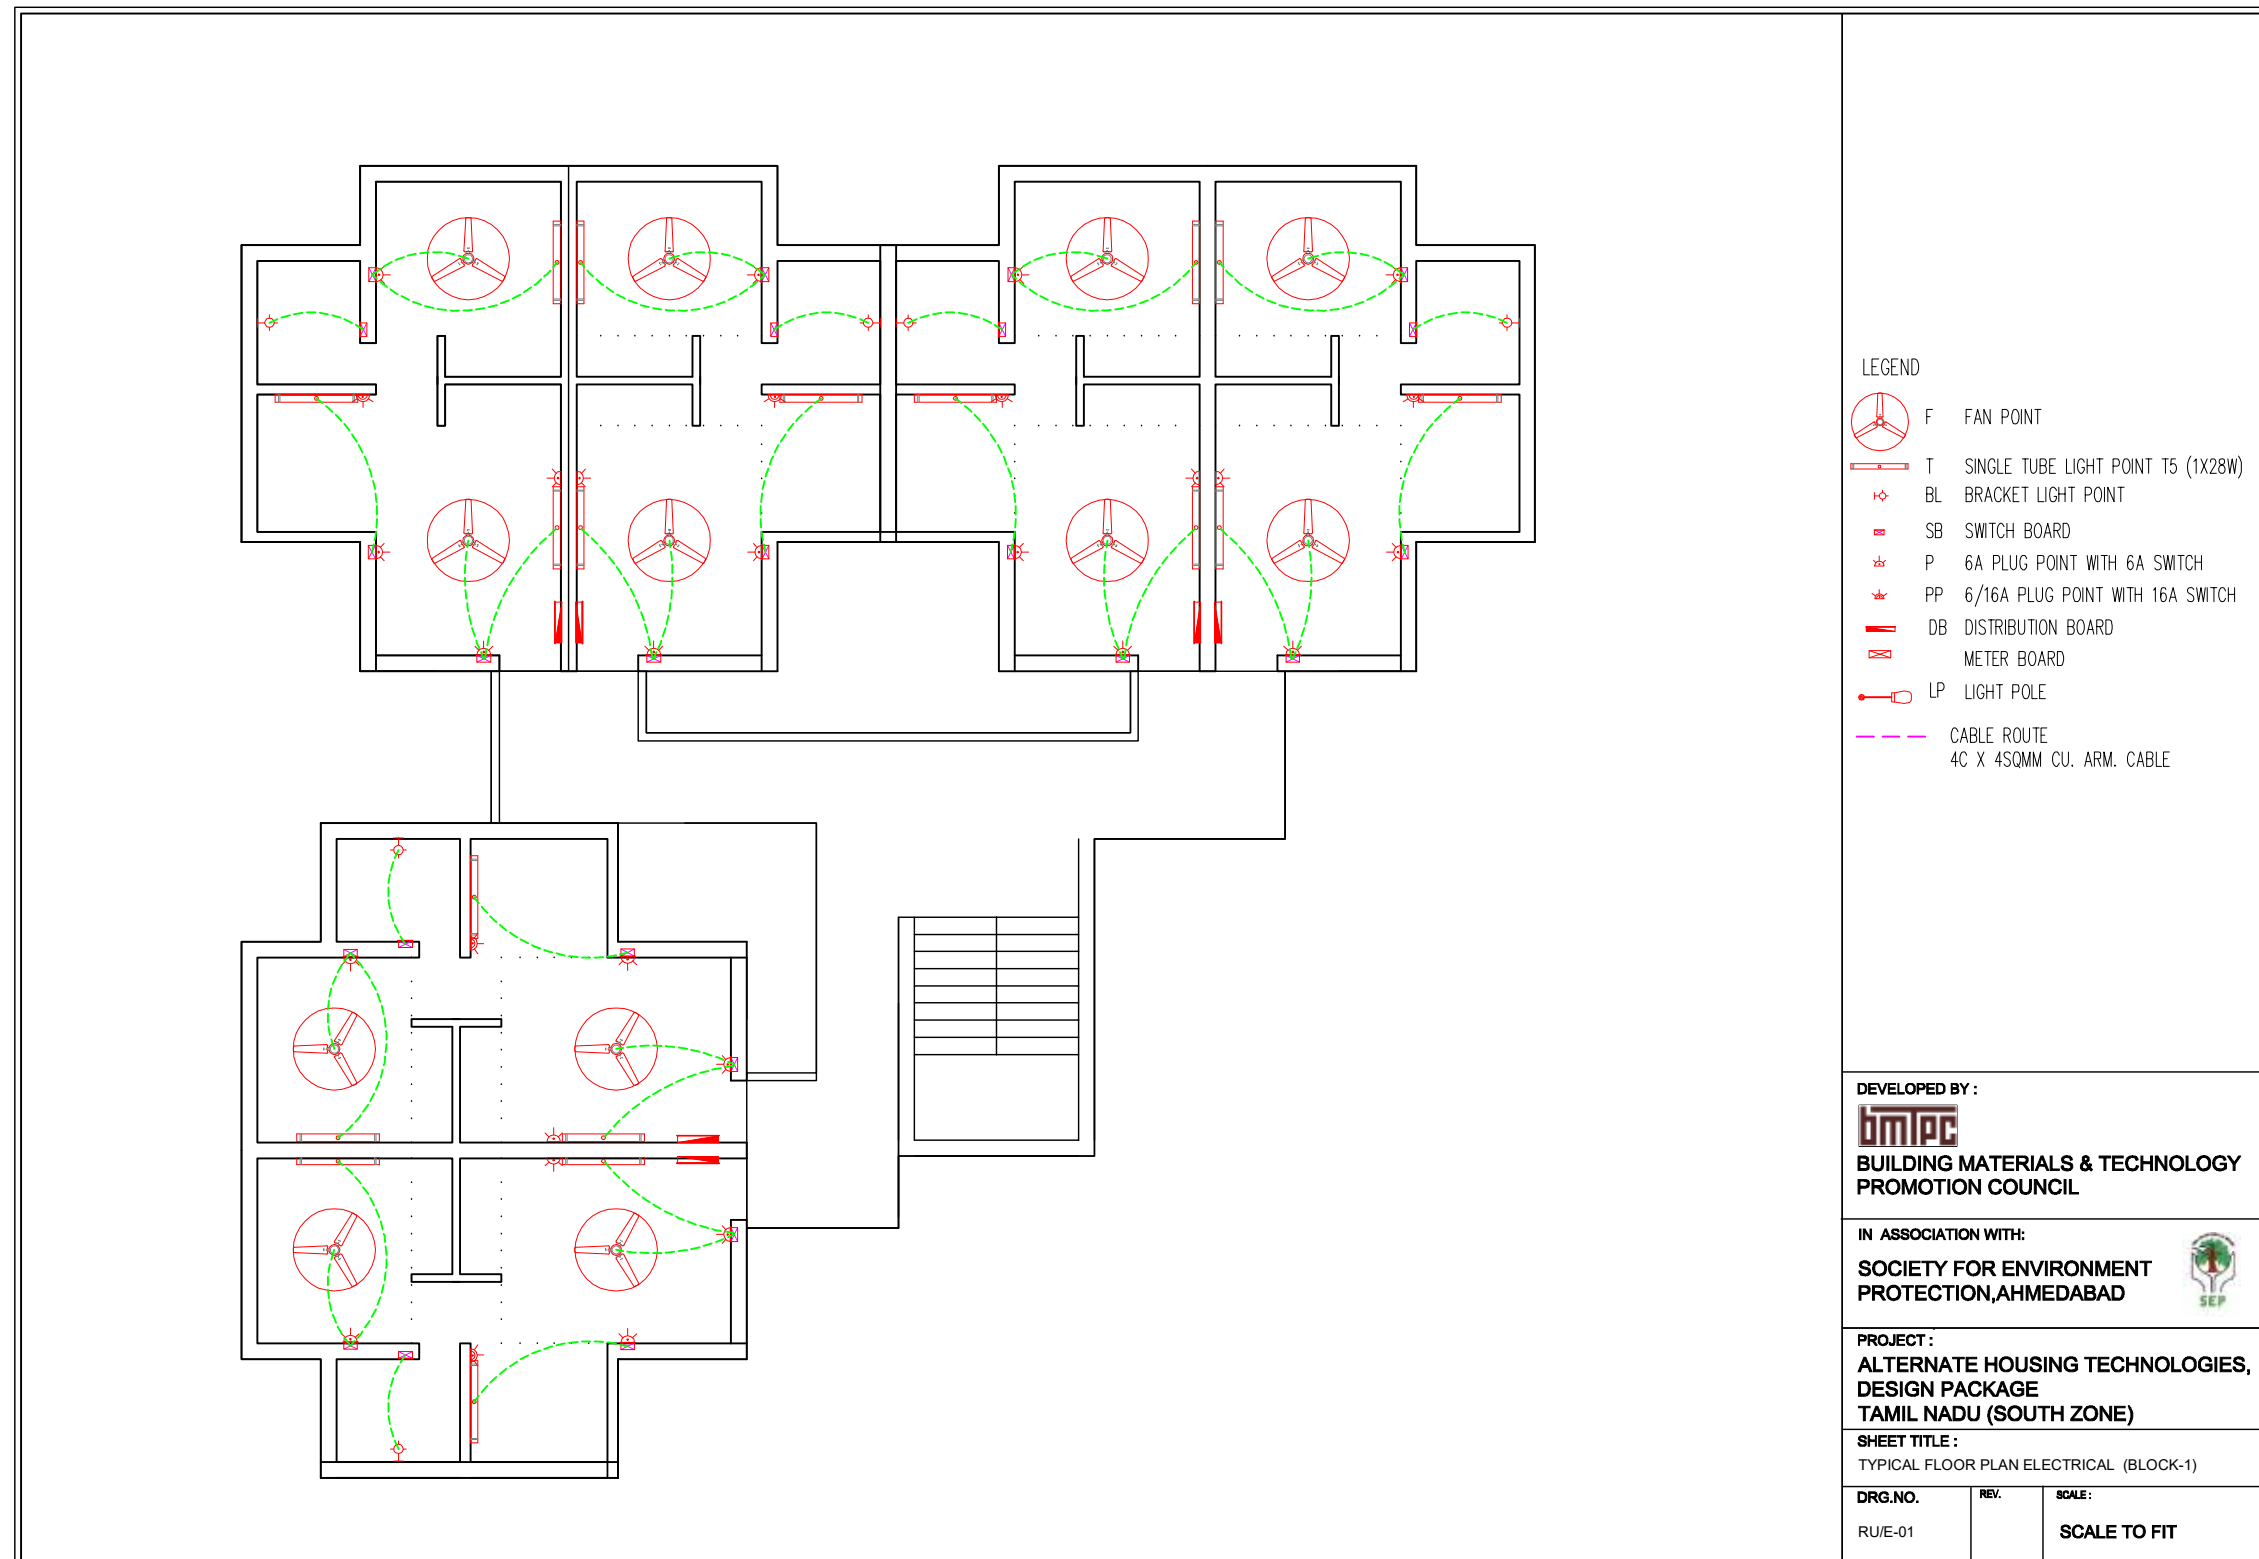 LEGEND
F FAN POINT
T SINGLE TUBE LIGHT POINT T5 (1X28W)
BL BRACKET LIGHT POINT
SB SWITCH BOARD
P 6A PLUG POINT WITH 6A SWITCH
PP 6/16A PLUG POINT WITH 16A SWITCH
DB DISTRIBUTION BOARD
METER BOARD
LP LIGHT POLE
CABLE ROUTE
4C X 4SQMM CU. ARM. CABLE
DEVELOPED BY :
bmTPC
BUILDING MATERIALS & TECHNOLOGY
PROMOTION COUNCIL
IN ASSOCIATION WITH:
SOCIETY FOR ENVIRONMENT
PROTECTION,AHMEDABAD
SEP
PROJECT :
ALTERNATE HOUSING TECHNOLOGIES,
DESIGN PACKAGE
TAMIL NADU (SOUTH ZONE)
SHEET TITLE :
TYPICAL FLOOR PLAN ELECTRICAL (BLOCK-1)
DRG.NO. REV. SCALE :
RU/E-01 SCALE TO FIT